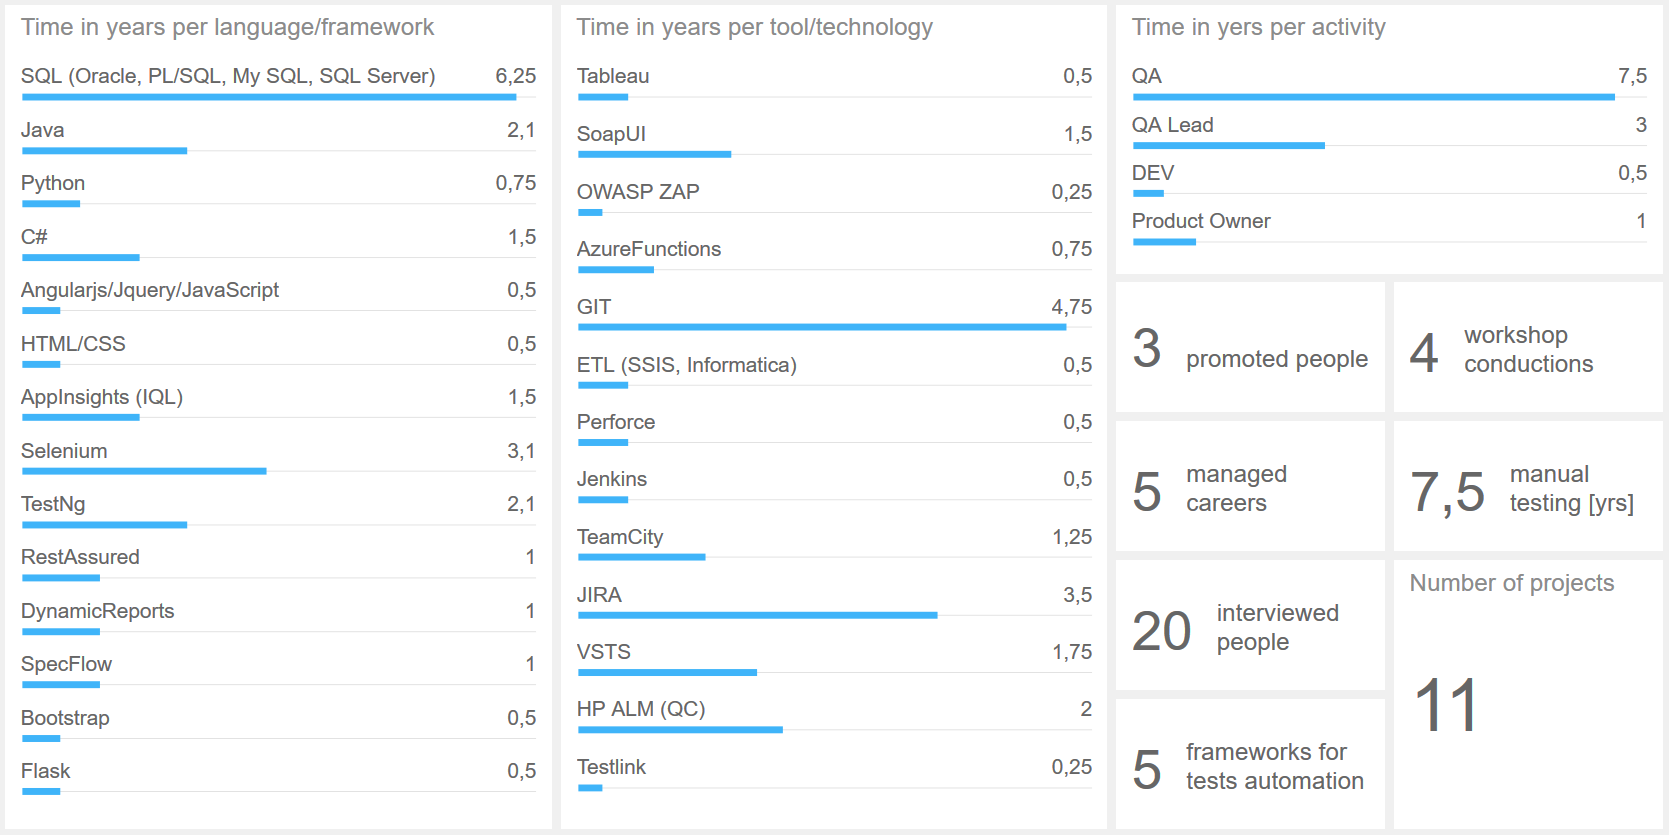 Time in years per language/framework
SQL (Oracle, PL/SQL, My SQL, SQL Server) 6,25
Java 2,1
Python 0,75
C# 1,5
Angularjs/Jquery/JavaScript 0,5
HTML/CSS 0,5
AppInsights (IQL) 1,5
Selenium 3,1
TestNg 2,1
RestAssured 1
DynamicReports 1
SpecFlow 1
Bootstrap 0,5
Flask 0,5
Time in years per tool/technology
Tableau 0,5
SoapUI 1,5
OWASP ZAP 0,25
AzureFunctions 0,75
GIT 4,75
ETL (SSIS, Informatica) 0,5
Perforce 0,5
Jenkins 0,5
TeamCity 1,25
JIRA 3,5
VSTS 1,75
HP ALM (QC) 2
Testlink 0,25
Time in yers per activity
QA 7,5
QA Lead 3
DEV 0,5
Product Owner 1
3 promoted people
4 workshop
conductions
5 managed
careers
7,5 manual
testing [yrs]
20 interviewed
people
Number of projects
11
5 frameworks for
tests automation